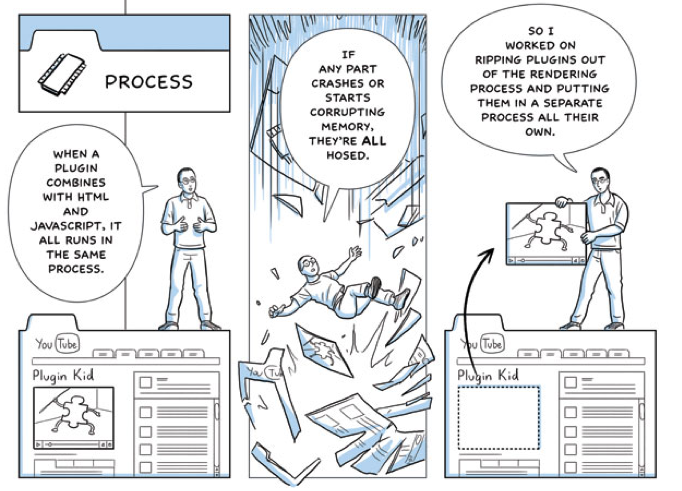 PROCESS
WHEN A
PLUGIN
COMBINES
WITH HTML
AND
JAVASCRIPT, IT
ALL RUNS IN
THE SAME
PROCESS.
You Tube
Plugin Kid
IF
ANY PART
CRASHES OR
STARTS
CORRUPTING
MEMORY,
THEY'RE ALL
HOSED.
You Tu
SO I
WORKED ON
RIPPING PLUGINS OUT
OF THE RENDERING
PROCESS AND PUTTING
THEM IN A SEPARATE
PROCESS ALL THEIR
OWN.
You Tube
Plugin Kid